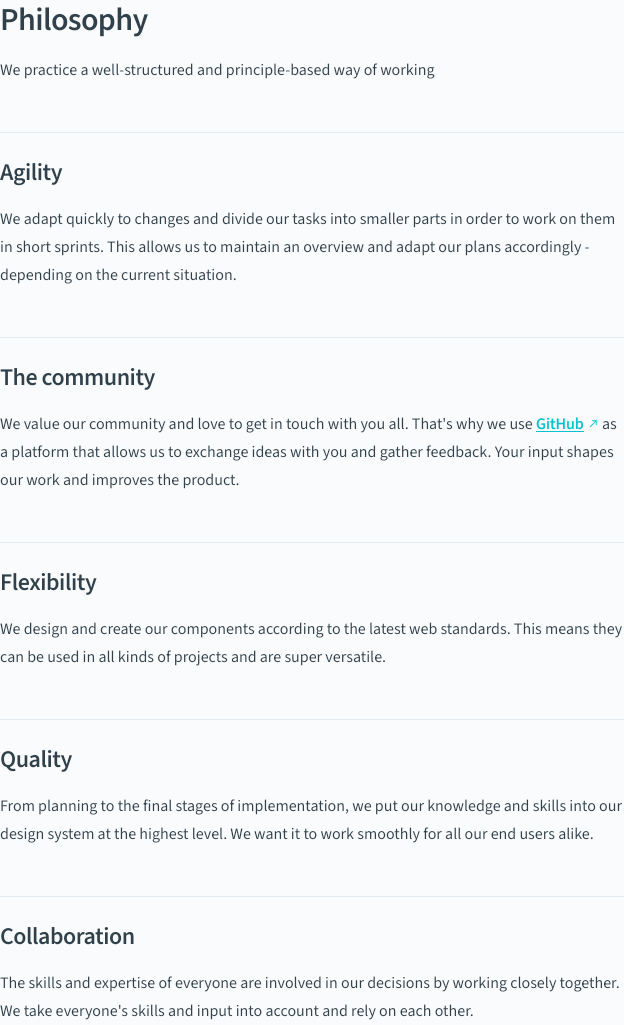 Philosophy
We practice a well-structured and principle-based way of working
Agility
We adapt quickly to changes and divide our tasks into smaller parts in order to work on them
in short sprints. This allows us to maintain an overview and adapt our plans accordingly -
depending on the current situation.
The community
We value our community and love to get in touch with you all. That's why we use GitHub ↗ as
a platform that allows us to exchange ideas with you and gather feedback. Your input shapes
our work and improves the product.
Flexibility
We design and create our components according to the latest web standards. This means they
can be used in all kinds of projects and are super versatile.
Quality
From planning to the final stages of implementation, we put our knowledge and skills into our
design system at the highest level. We want it to work smoothly for all our end users alike.
Collaboration
The skills and expertise of everyone are involved in our decisions by working closely together.
We take everyone's skills and input into account and rely on each other.